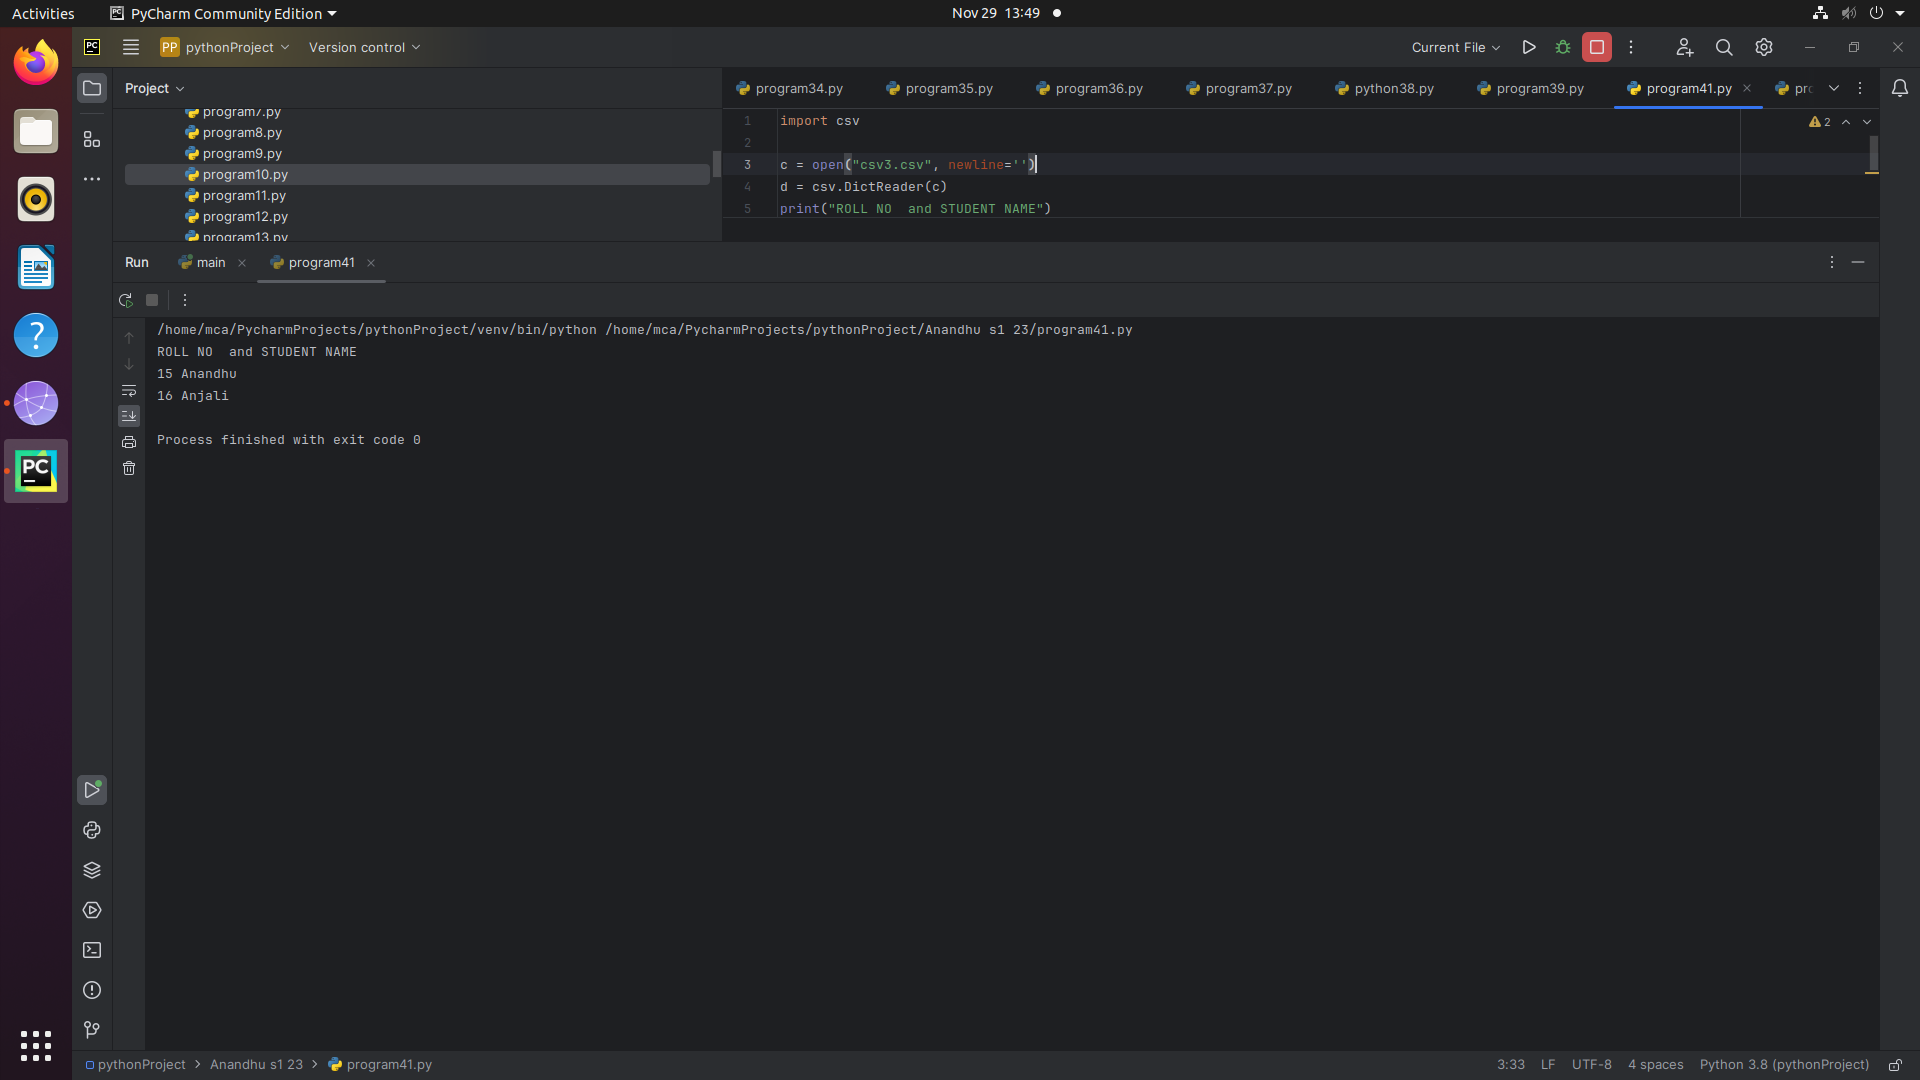 Activities
PyCharm Community Edition
Nov 29 13:49
PC
PP pythonProject
Version control
Current File
Project
program34.py
program35.py
program36.py
program37.py
python38.py
program39.py
program41.py
program7.py
program8.py
program9.py
program10.py
program11.py
program12.py
program13.py
1 import csv
2
3 c = open("csv3.csv", newline='')
4 d = csv.DictReader(c)
5 print("ROLL NO  and STUDENT NAME")
2
Run
main
program41
/home/mca/PycharmProjects/pythonProject/venv/bin/python /home/mca/PycharmProjects/pythonProject/Anandhu s1 23/program41.py
ROLL NO  and STUDENT NAME
15 Anandhu
16 Anjali
Process finished with exit code 0
PC
pythonProject > Anandhu s1 23 > program41.py
3:33
LF
UTF-8
4 spaces
Python 3.8 (pythonProject)